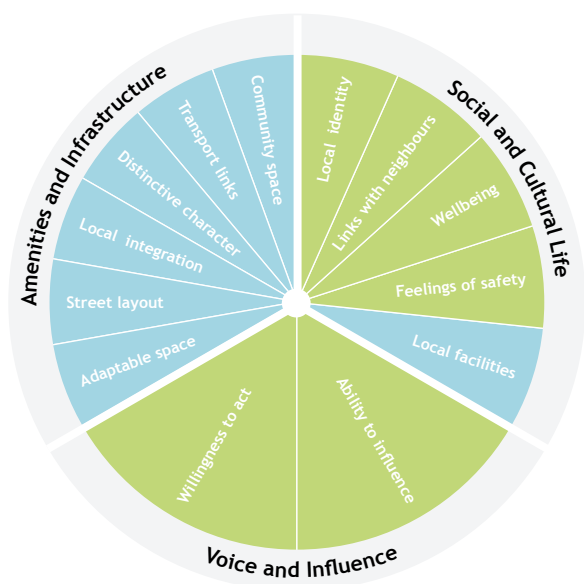 Amenities and Infrastructure
Community space
Transport links
Distinctive character
Local integration
Street layout
Adaptable space
Social and Cultural Life
Local identity
Links with neighbours
Wellbeing
Feelings of safety
Local facilities
Voice and Influence
Willingness to act
Ability to influence